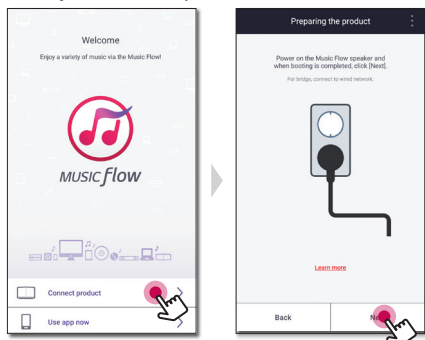 Welcome
Enjoy a variety of music via the Music Flow!
MUSIC flow
Connect product
Use app now
Preparing the product
Power on the Music Flow speaker and
when booting is completed, click [Next].
For bridge, connect to wired network.
Learn more
Back